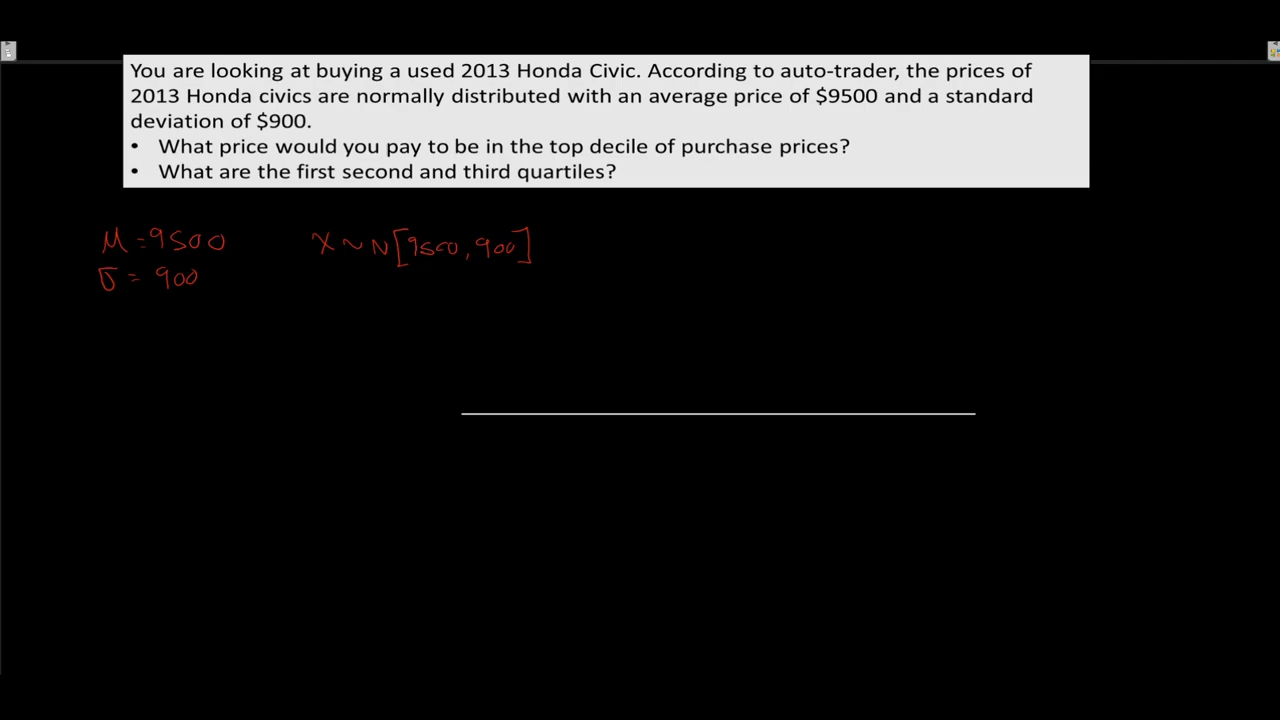 You are looking at buying a used 2013 Honda Civic. According to auto-trader, the prices of
2013 Honda civics are normally distributed with an average price of $9500 and a standard
deviation of $900.
• What price would you pay to be in the top decile of purchase prices?
• What are the first second and third quartiles?
μ = 9500 X ~ N[9500, 900]
σ = 900